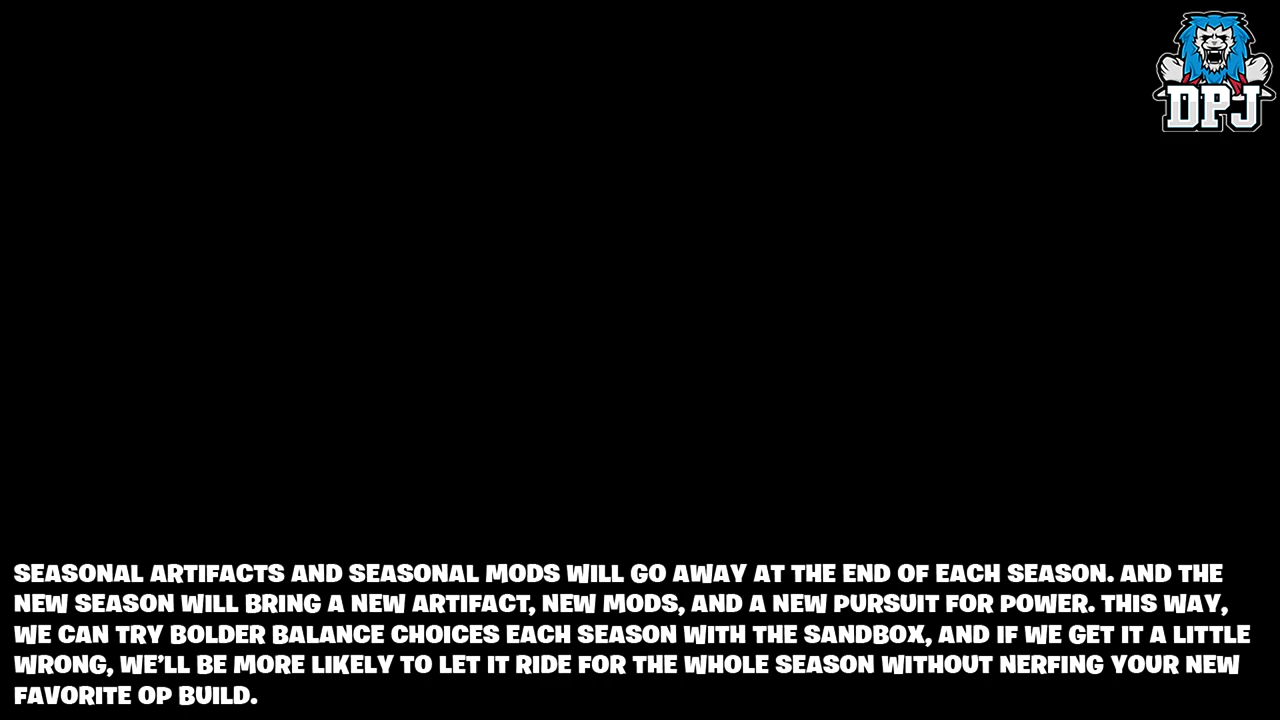 DPJ
SEASONAL ARTIFACTS AND SEASONAL MODS WILL GO AWAY AT THE END OF EACH SEASON. AND THE
NEW SEASON WILL BRING A NEW ARTIFACT, NEW MODS, AND A NEW PURSUIT FOR POWER. THIS WAY,
WE CAN TRY BOLDER BALANCE CHOICES EACH SEASON WITH THE SANDBOX, AND IF WE GET IT A LITTLE
WRONG, WE'LL BE MORE LIKELY TO LET IT RIDE FOR THE WHOLE SEASON WITHOUT NERFING YOUR NEW
FAVORITE OP BUILD.